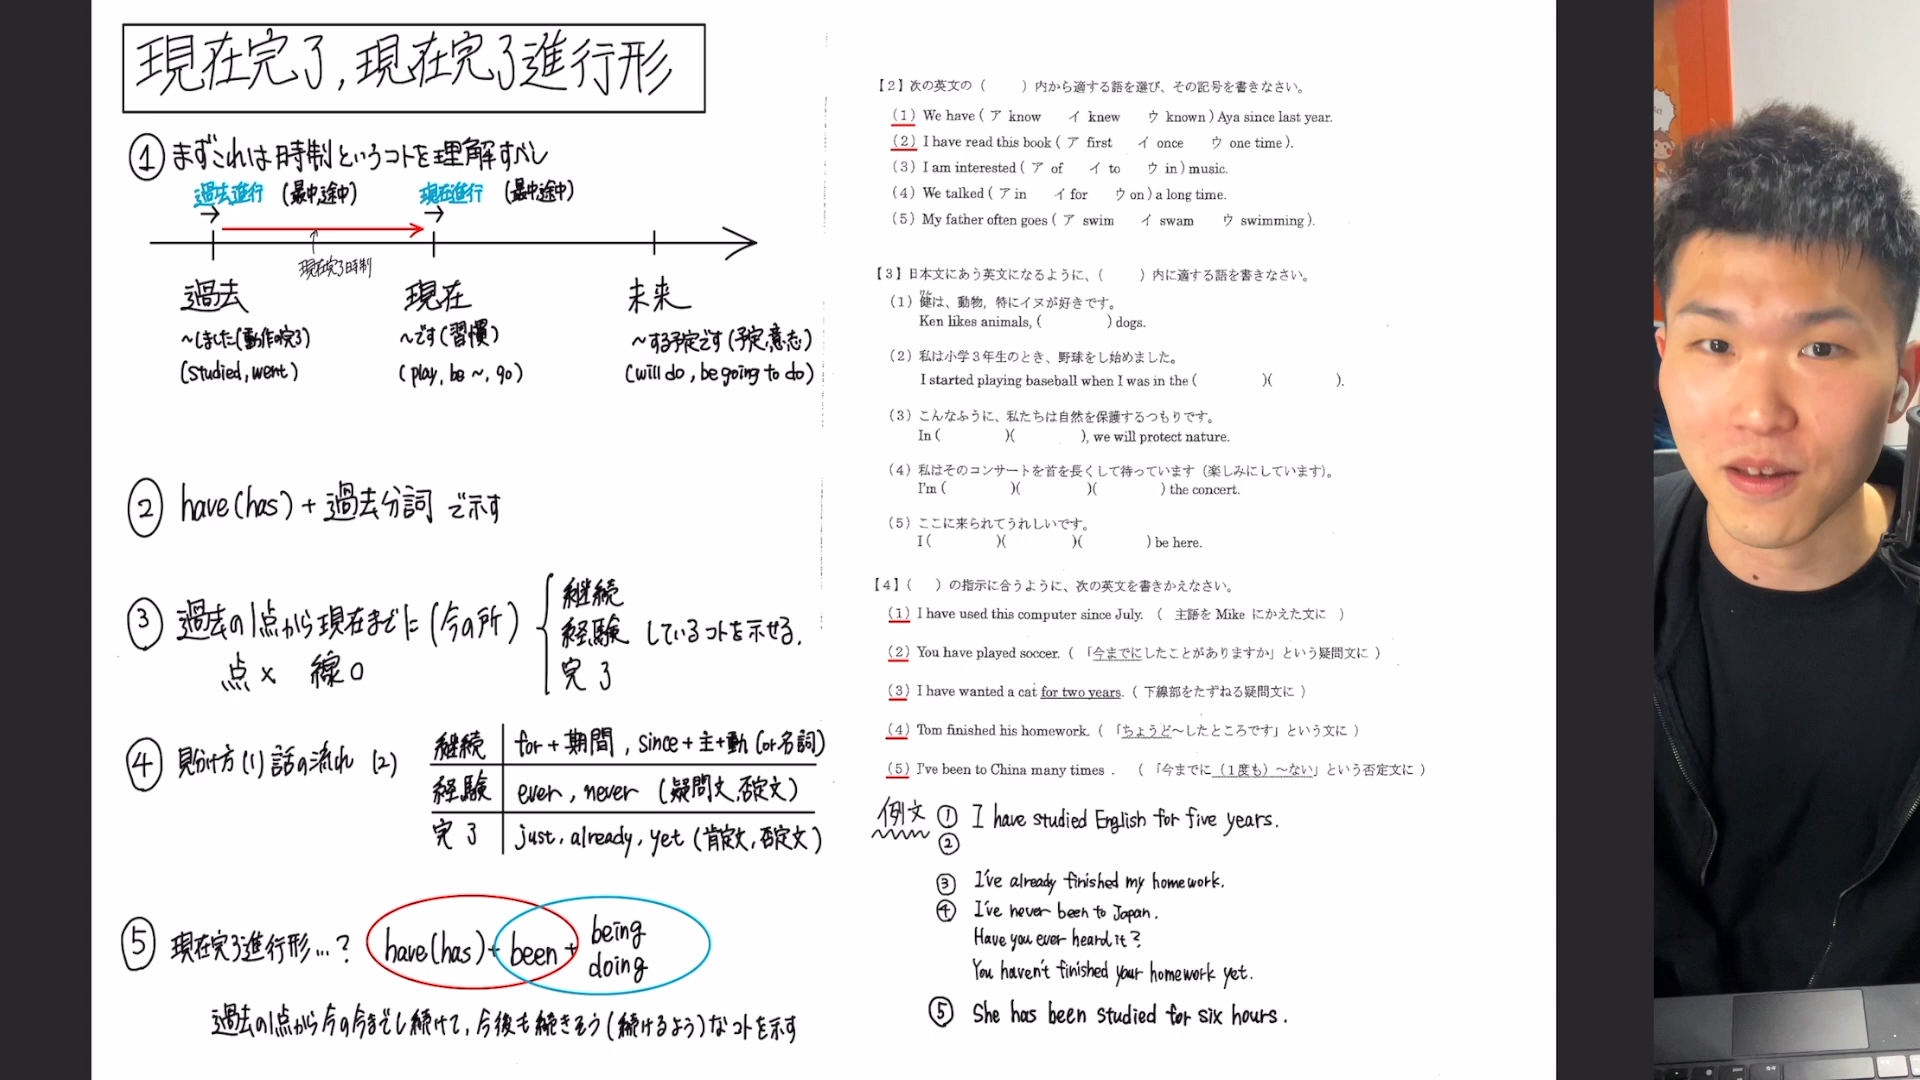 現在完了,現在完了進行形
① まずこれは時制というコトを理解すべし
過去進行 (最中,途中) 現在進行 (最中,途中)
現在完了時制
過去 現在 未来
～しました(動作の完了) ～です(習慣) ～する予定です(予定,意志)
(studied, went) (play, be ～, go) (will do, be going to do)
② have(has) + 過去分詞 で示す
③ 過去の1点から現在までに(今の所) { 継続 経験 完了 しているコトを示せる.
点× 線○
④ 見分け方 (1) 話の流れ (2)
継続 for + 期間, since + 主+動 (or 名詞)
経験 ever, never (疑問文,否定文)
完了 just, already, yet (肯定文,否定文)
⑤ 現在完了進行形…? have(has) + been + being doing
過去の1点から今の今までし続けて,今後も続きそう(続けるよう)なコトを示す
【2】次の英文の( )内から適する語を選び、その記号を書きなさい。
(1) We have ( ア know イ knew ウ known ) Aya since last year.
(2) I have read this book ( ア first イ once ウ one time ).
(3) I am interested ( ア of イ to ウ in ) music.
(4) We talked ( ア in イ for ウ on ) a long time.
(5) My father often goes ( ア swim イ swam ウ swimming ).
【3】日本文にあう英文になるように、( )内に適する語を書きなさい。
(1) 健は、動物,特にイヌが好きです。
けん
Ken likes animals, ( ) dogs.
(2) 私は小学3年生のとき、野球をし始めました。
I started playing baseball when I was in the ( )( ).
(3) こんなふうに、私たちは自然を保護するつもりです。
In ( )( ), we will protect nature.
(4) 私はそのコンサートを首を長くして待っています(楽しみにしています)。
I'm ( )( )( ) the concert.
(5) ここに来られてうれしいです。
I ( )( )( ) be here.
【4】( )の指示に合うように、次の英文を書きかえなさい。
(1) I have used this computer since July. ( 主語を Mike にかえた文に )
(2) You have played soccer. (「今までにしたことがありますか」という疑問文に )
(3) I have wanted a cat for two years. ( 下線部をたずねる疑問文に )
(4) Tom finished his homework. (「ちょうど～したところです」という文に )
(5) I've been to China many times . (「今までに(1度も)～ない」という否定文に )
例文 ① I have studied English for five years.
②
③ I've already finished my homework.
④ I've never been to Japan.
Have you ever heard it?
You haven't finished your homework yet.
⑤ She has been studied for six hours.